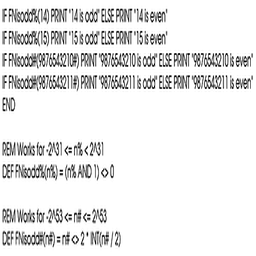 IF FNisodd%(14) PRINT "14 is odd" ELSE PRINT "14 is even"
IF FNisodd%(15) PRINT "15 is odd" ELSE PRINT "15 is even"
IF FNisodd#(9876543210#) PRINT "9876543210 is odd" ELSE PRINT "9876543210 is even"
IF FNisodd#(9876543211#) PRINT "9876543211 is odd" ELSE PRINT "9876543211 is even"
END
REM Works for -2^31 <= n% < 2^31
DEF FNisodd%(n%) = (n% AND 1) <> 0
REM Works for -2^53 <= n# <= 2^53
DEF FNisodd#(n#) = n# <> 2 * INT(n# / 2)